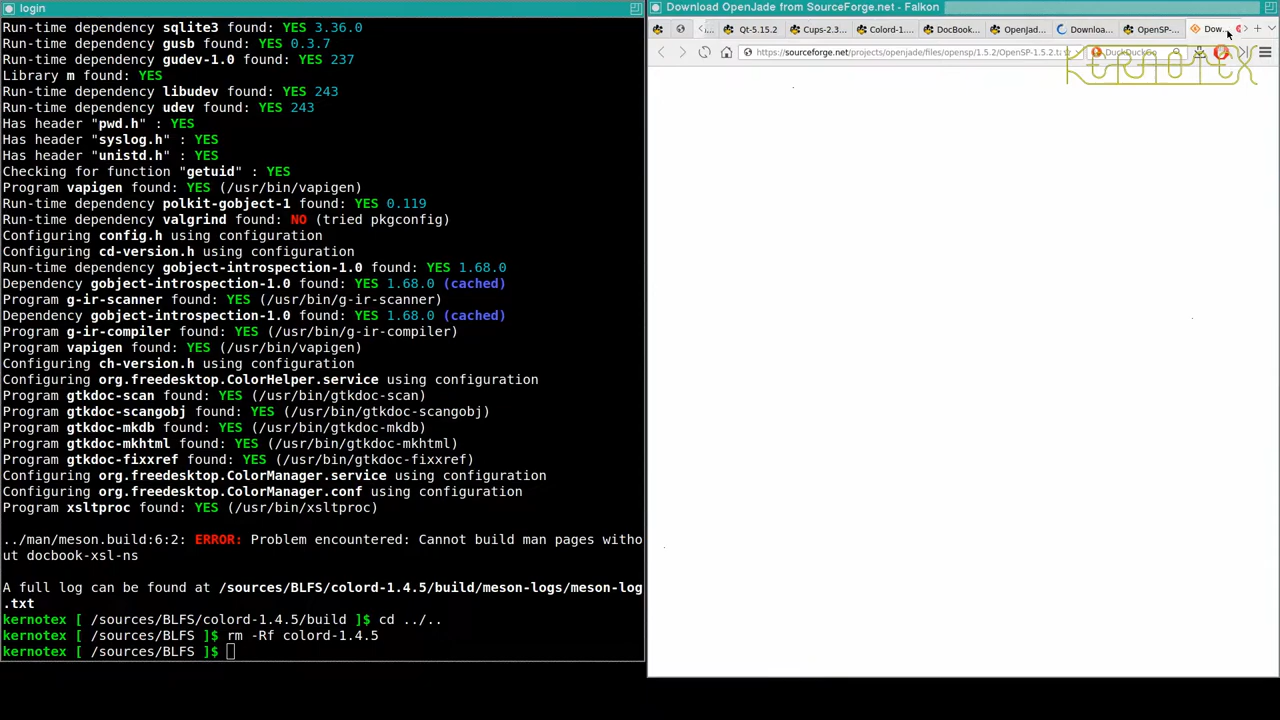 login
Run-time dependency sqlite3 found: YES 3.36.0
Run-time dependency gusb found: YES 0.3.7
Run-time dependency gudev-1.0 found: YES 237
Library m found: YES
Run-time dependency libudev found: YES 243
Run-time dependency udev found: YES 243
Has header "pwd.h" : YES
Has header "syslog.h" : YES
Has header "unistd.h" : YES
Checking for function "getuid" : YES
Program vapigen found: YES (/usr/bin/vapigen)
Run-time dependency polkit-gobject-1 found: YES 0.119
Run-time dependency valgrind found: NO (tried pkgconfig)
Configuring config.h using configuration
Configuring cd-version.h using configuration
Run-time dependency gobject-introspection-1.0 found: YES 1.68.0
Dependency gobject-introspection-1.0 found: YES 1.68.0 (cached)
Program g-ir-scanner found: YES (/usr/bin/g-ir-scanner)
Dependency gobject-introspection-1.0 found: YES 1.68.0 (cached)
Program g-ir-compiler found: YES (/usr/bin/g-ir-compiler)
Program vapigen found: YES (/usr/bin/vapigen)
Configuring ch-version.h using configuration
Configuring org.freedesktop.ColorHelper.service using configuration
Program gtkdoc-scan found: YES (/usr/bin/gtkdoc-scan)
Program gtkdoc-scangobj found: YES (/usr/bin/gtkdoc-scangobj)
Program gtkdoc-mkdb found: YES (/usr/bin/gtkdoc-mkdb)
Program gtkdoc-mkhtml found: YES (/usr/bin/gtkdoc-mkhtml)
Program gtkdoc-fixxref found: YES (/usr/bin/gtkdoc-fixxref)
Configuring org.freedesktop.ColorManager.service using configuration
Configuring org.freedesktop.ColorManager.conf using configuration
Program xsltproc found: YES (/usr/bin/xsltproc)
../man/meson.build:6:2: ERROR: Problem encountered: Cannot build man pages witho
ut docbook-xsl-ns
A full log can be found at /sources/BLFS/colord-1.4.5/build/meson-logs/meson-log
.txt
kernotex [ /sources/BLFS/colord-1.4.5/build ]$ cd ../..
kernotex [ /sources/BLFS ]$ rm -Rf colord-1.4.5
kernotex [ /sources/BLFS ]$
Download OpenJade from SourceForge.net - Falkon
Qt-5.15.2 Cups-2.3... Colord-1.... DocBook... OpenJad... Downloa... OpenSP-... Dow...
https://sourceforge.net/projects/openjade/files/opensp/1.5.2/OpenSP-1.5.2.ta DuckDuckGo
KERNOTEX